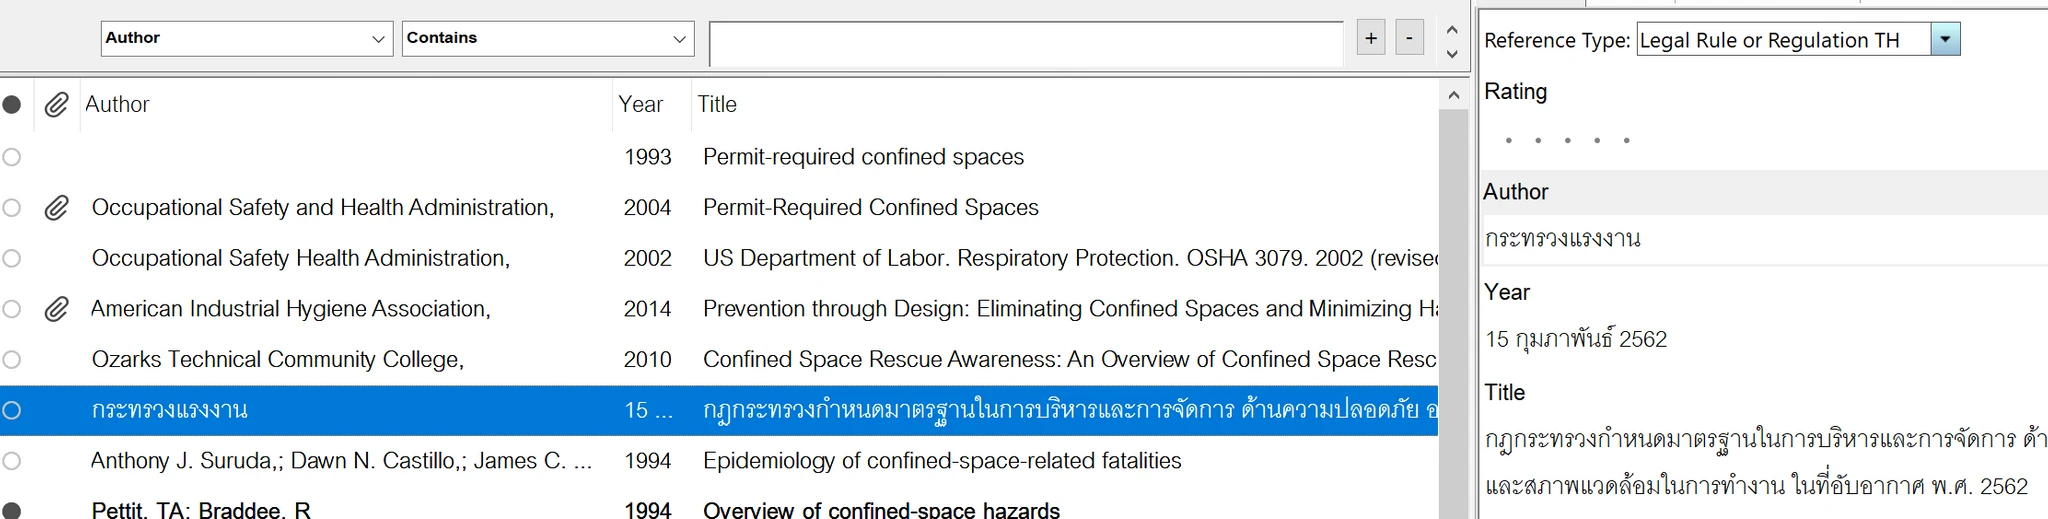 Author Contains + -
Author Year Title
1993 Permit-required confined spaces
Occupational Safety and Health Administration, 2004 Permit-Required Confined Spaces
Occupational Safety Health Administration, 2002 US Department of Labor. Respiratory Protection. OSHA 3079. 2002 (revised
American Industrial Hygiene Association, 2014 Prevention through Design: Eliminating Confined Spaces and Minimizing Ha
Ozarks Technical Community College, 2010 Confined Space Rescue Awareness: An Overview of Confined Space Resc
กระทรวงแรงงาน 15 ... กฎกระทรวงกำหนดมาตรฐานในการบริหารและการจัดการ ด้านความปลอดภัย อ
Anthony J. Suruda,; Dawn N. Castillo,; James C. ... 1994 Epidemiology of confined-space-related fatalities
Pettit, TA; Braddee, R 1994 Overview of confined-space hazards
Reference Type: Legal Rule or Regulation TH
Rating
Author
กระทรวงแรงงาน
Year
15 กุมภาพันธ์ 2562
Title
กฎกระทรวงกำหนดมาตรฐานในการบริหารและการจัดการ ด้า
และสภาพแวดล้อมในการทำงาน ในที่อับอากาศ พ.ศ. 2562